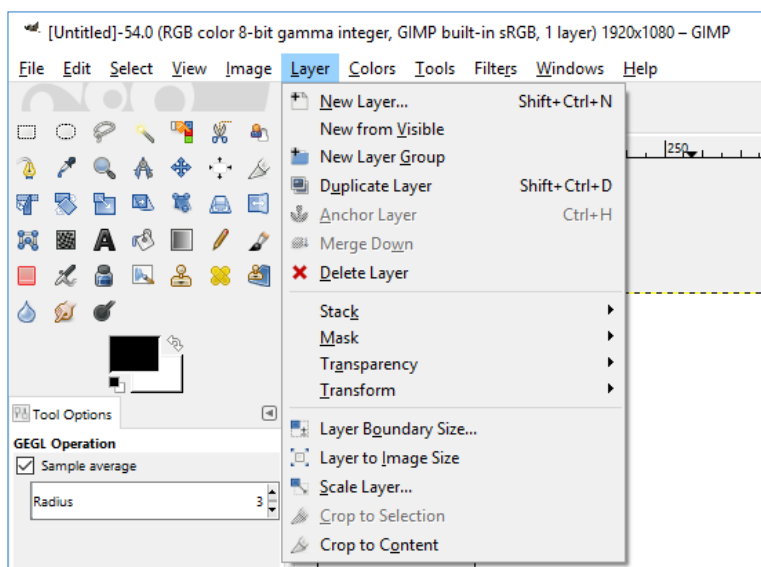 [Untitled]-54.0 (RGB color 8-bit gamma integer, GIMP built-in sRGB, 1 layer) 1920x1080 – GIMP
File Edit Select View Image Layer Colors Tools Filters Windows Help
New Layer... Shift+Ctrl+N
New from Visible
New Layer Group
250
Duplicate Layer Shift+Ctrl+D
Anchor Layer Ctrl+H
Merge Down
Delete Layer
Stack
Mask
Transparency
Transform
Layer Boundary Size...
Layer to Image Size
Scale Layer...
Crop to Selection
Crop to Content
Tool Options
GEGL Operation
Sample average
Radius 3